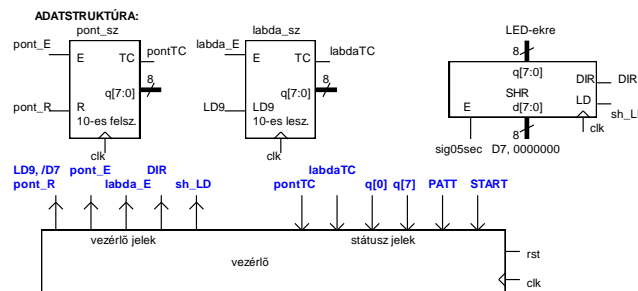 ADATSTRUKTÚRA:
pont_sz
labda_sz
LED-ekre
pont_E
E
TC
pontTC
labda_E
E
TC
labdaTC
8
q[7:0]
8
q[7:0]
8
q[7:0]
DIR
DIR
pont_R
R
10-es felsz.
LD9
LD9
10-es lesz.
SHR
E
d[7:0]
LD
sh_L
clk
clk
clk
8
sig05sec
D7, 0000000
LD9, /D7
pont_R
pont_E
labda_E
DIR
sh_LD
labdaTC
pontTC
q[0]
q[7]
PATT
START
vezérlő jelek
státusz jelek
vezérlő
rst
clk